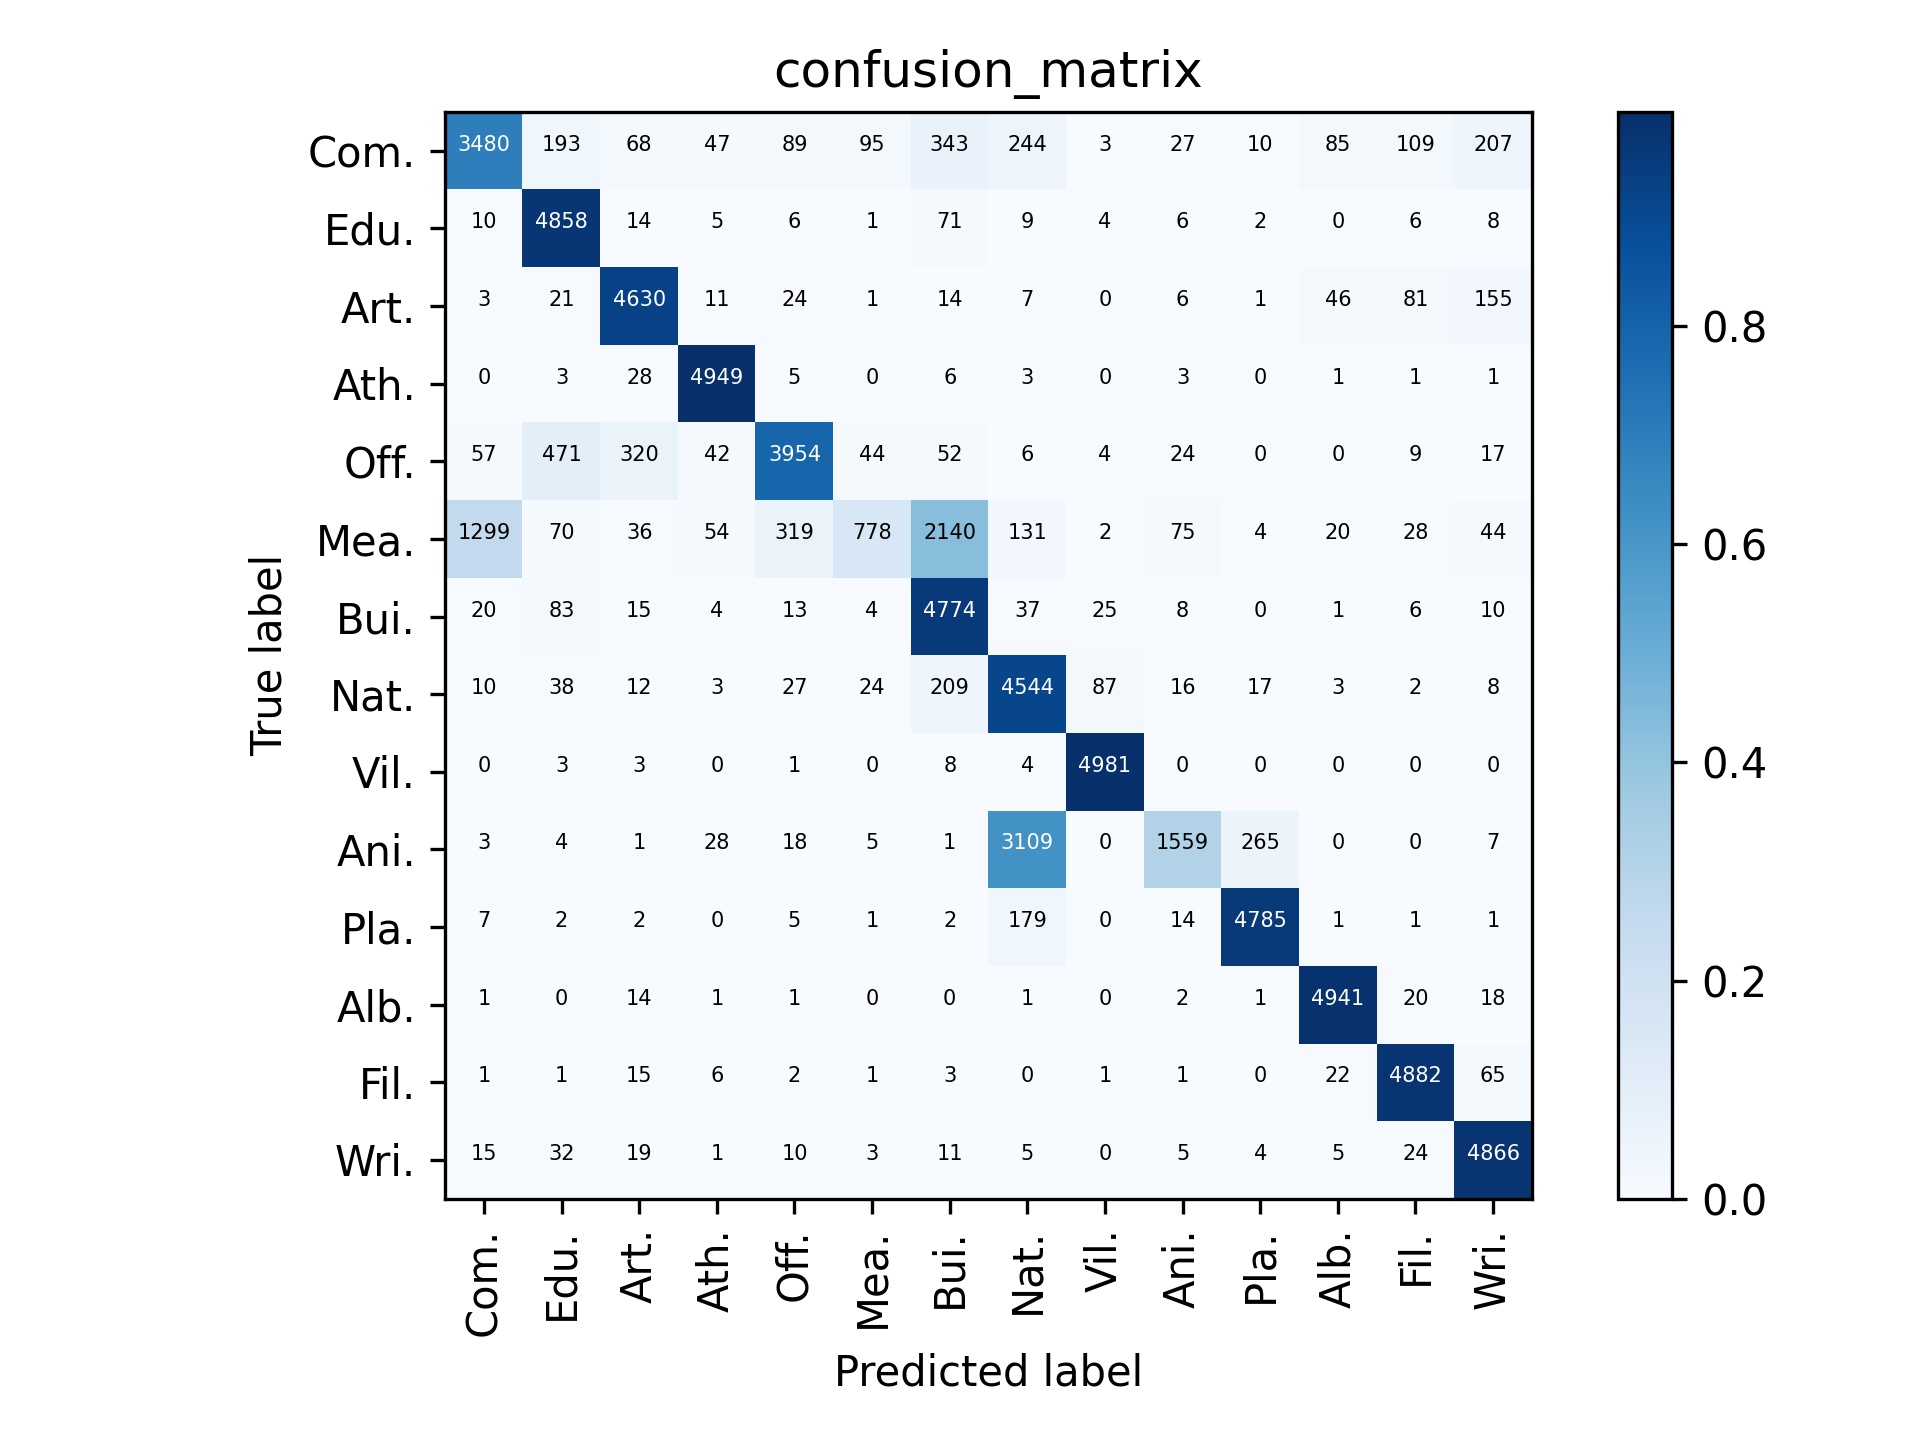 confusion_matrix
Com. 3480 193 68 47 89 95 343 244 3 27 10 85 109 207
Edu. 10 4858 14 5 6 1 71 9 4 6 2 0 6 8
Art. 3 21 4630 11 24 1 14 7 0 6 1 46 81 155
Ath. 0 3 28 4949 5 0 6 3 0 3 0 1 1 1
Off. 57 471 320 42 3954 44 52 6 4 24 0 0 9 17
Mea. 1299 70 36 54 319 778 2140 131 2 75 4 20 28 44
Bui. 20 83 15 4 13 4 4774 37 25 8 0 1 6 10
Nat. 10 38 12 3 27 24 209 4544 87 16 17 3 2 8
Vil. 0 3 3 0 1 0 8 4 4981 0 0 0 0 0
Ani. 3 4 1 28 18 5 1 3109 0 1559 265 0 0 7
Pla. 7 2 2 0 5 1 2 179 0 14 4785 1 1 1
Alb. 1 0 14 1 1 0 0 1 0 2 1 4941 20 18
Fil. 1 1 15 6 2 1 3 0 1 1 0 22 4882 65
Wri. 15 32 19 1 10 3 11 5 0 5 4 5 24 4866
Com. Edu. Art. Ath. Off. Mea. Bui. Nat. Vil. Ani. Pla. Alb. Fil. Wri.
Predicted label
True label
0.8
0.6
0.4
0.2
0.0